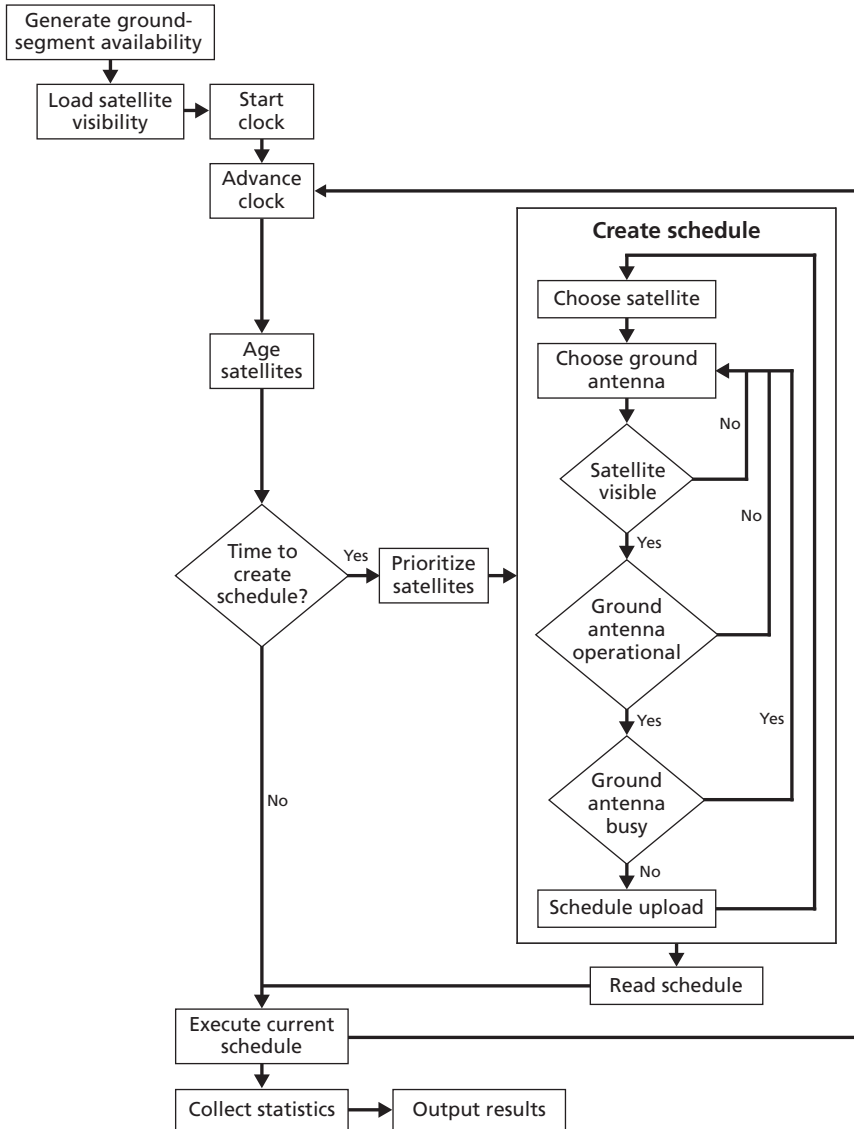 Generate ground-
segment availability
Load satellite
visibility
Start
clock
Advance
clock
Age
satellites
Time to
create
schedule?
Yes
Prioritize
satellites
No
Create schedule
Choose satellite
Choose ground
antenna
No
Satellite
visible
No
Yes
Ground
antenna
operational
Yes
Yes
Ground
antenna
busy
No
Schedule upload
Read schedule
Execute current
schedule
Collect statistics
Output results